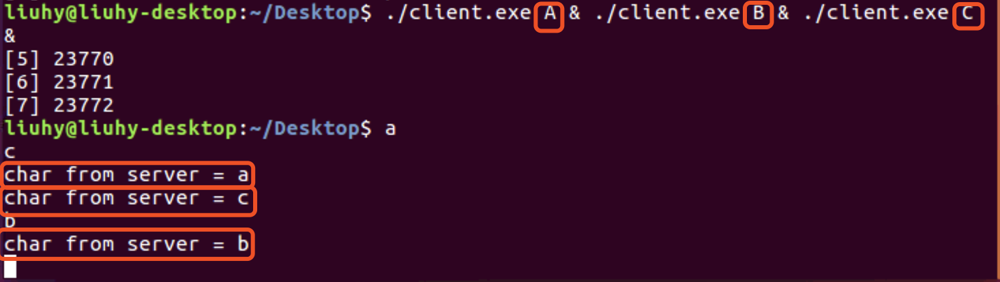 liuhy@liuhy-desktop:~/Desktop$ ./client.exe A & ./client.exe B & ./client.exe C
&
[5] 23770
[6] 23771
[7] 23772
liuhy@liuhy-desktop:~/Desktop$ a
c
char from server = a
char from server = c
b
char from server = b